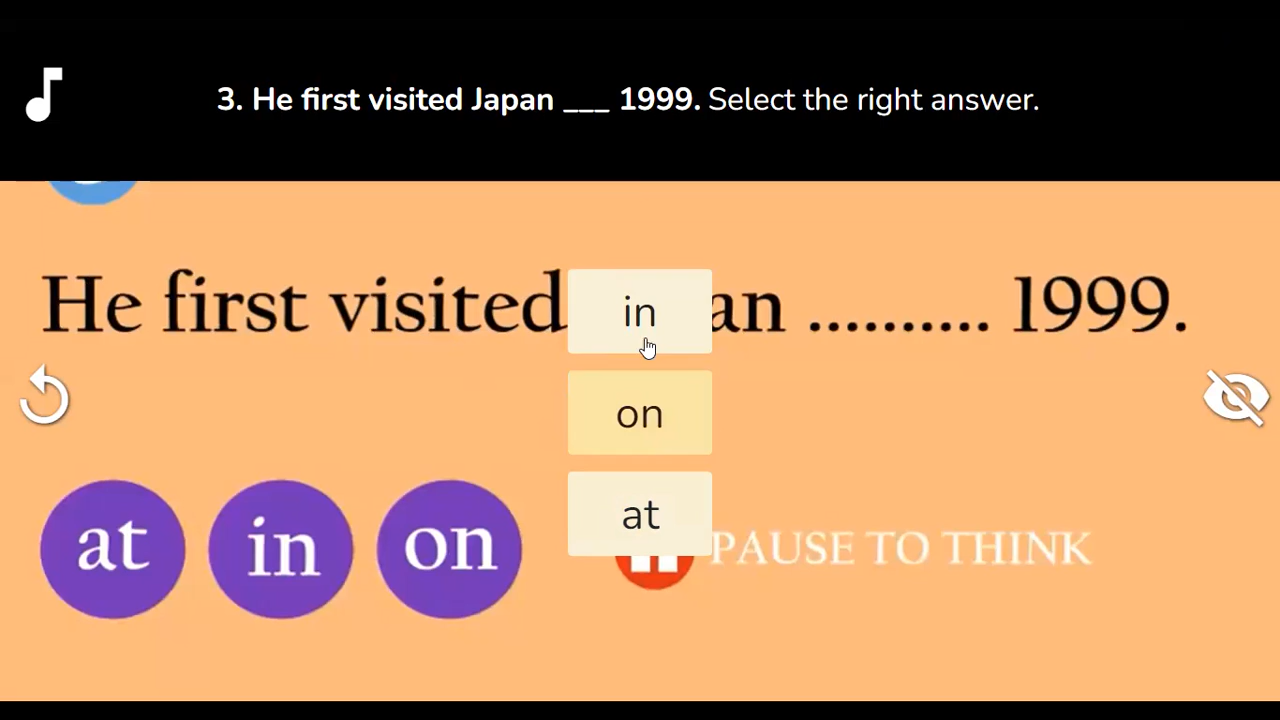 3. He first visited Japan ___ 1999. Select the right answer.
He first visited an .......... 1999.
in
on
at
at in on
PAUSE TO THINK